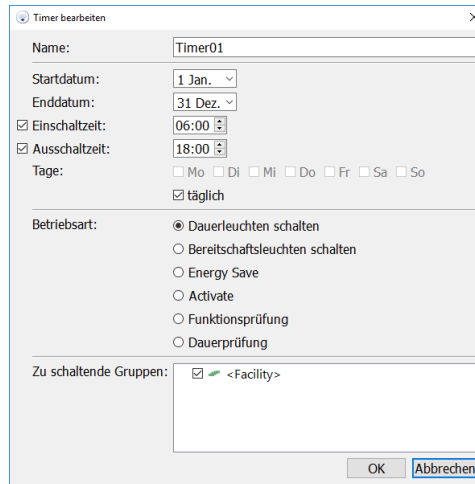 Timer bearbeiten
Name: Timer01
Startdatum: 1 Jan.
Enddatum: 31 Dez.
Einschaltzeit: 06:00
Ausschaltzeit: 18:00
Tage: Mo Di Mi Do Fr Sa So
täglich
Betriebsart: Dauerleuchten schalten
Bereitschaftsleuchten schalten
Energy Save
Activate
Funktionsprüfung
Dauerprüfung
Zu schaltende Gruppen: <Facility>
OK Abbrechen